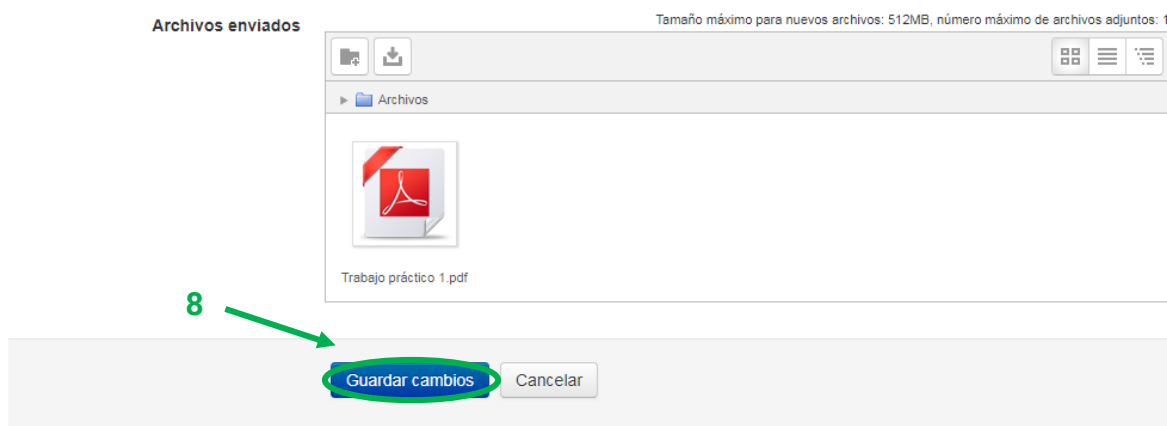 Tamaño máximo para nuevos archivos: 512MB, número máximo de archivos adjuntos: 1
Archivos enviados
Archivos
Trabajo práctico 1.pdf
8
Guardar cambios
Cancelar